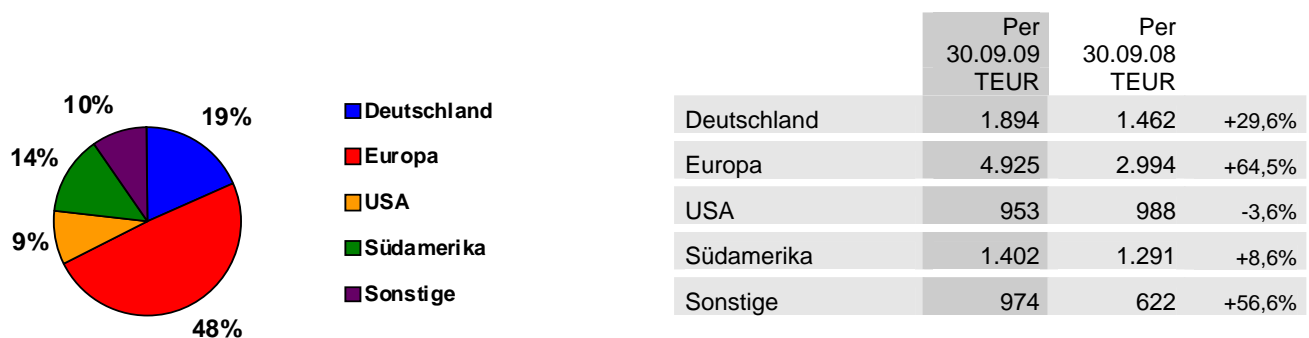 10%
19%
14%
9%
48%
Deutschland
Europa
USA
Südamerika
Sonstige
Per Per
30.09.09 30.09.08
TEUR TEUR
Deutschland 1.894 1.462 +29,6%
Europa 4.925 2.994 +64,5%
USA 953 988 -3,6%
Südamerika 1.402 1.291 +8,6%
Sonstige 974 622 +56,6%